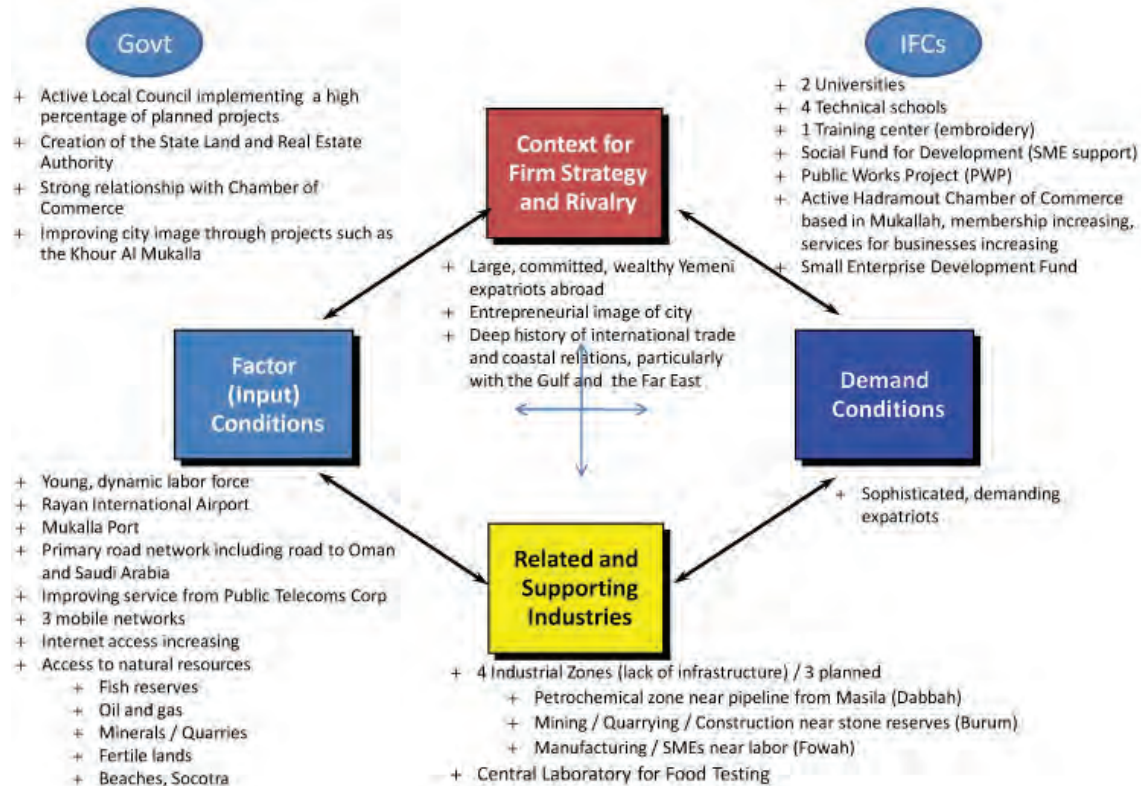 Govt
+ Active Local Council implementing a high
percentage of planned projects
+ Creation of the State Land and Real Estate
Authority
+ Strong relationship with Chamber of
Commerce
+ Improving city image through projects such as
the Khour Al Mukalla
IFCs
+ 2 Universities
+ 4 Technical schools
+ 1 Training center (embroidery)
+ Social Fund for Development (SME support)
+ Public Works Project (PWP)
+ Active Hadramout Chamber of Commerce
based in Mukallah, membership increasing,
services for businesses increasing
+ Small Enterprise Development Fund
Context for
Firm Strategy
and Rivalry
+ Large, committed, wealthy Yemeni
expatriots abroad
+ Entrepreneurial image of city
+ Deep history of international trade
and coastal relations, particularly
with the Gulf and the Far East
Factor
(Input)
Conditions
+ Young, dynamic labor force
+ Rayan International Airport
+ Mukalla Port
+ Primary road network including road to Oman
and Saudi Arabia
+ Improving service from Public Telecoms Corp
+ 3 mobile networks
+ Internet access increasing
+ Access to natural resources
+ Fish reserves
+ Oil and gas
+ Minerals / Quarries
+ Fertile lands
+ Beaches, Socotra
Demand
Conditions
+ Sophisticated, demanding
expatriots
Related and
Supporting
Industries
+ 4 Industrial Zones (lack of infrastructure) / 3 planned
+ Petrochemical zone near pipeline from Masila (Dabbah)
+ Mining / Quarrying / Construction near stone reserves (Burum)
+ Manufacturing / SMEs near labor (Fowah)
+ Central Laboratory for Food Testing